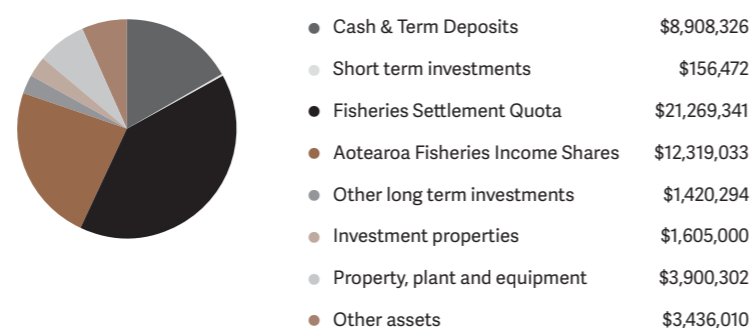 Cash & Term Deposits $8,908,326
Short term investments $156,472
Fisheries Settlement Quota $21,269,341
Aotearoa Fisheries Income Shares $12,319,033
Other long term investments $1,420,294
Investment properties $1,605,000
Property, plant and equipment $3,900,302
Other assets $3,436,010